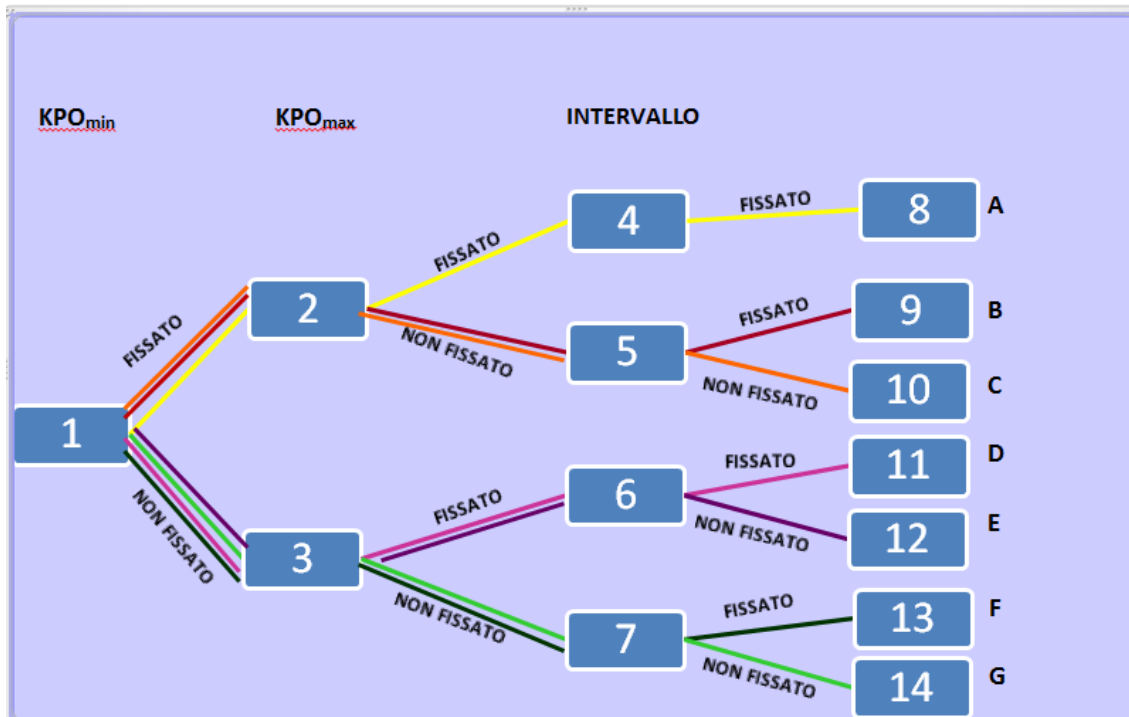 KPOmin KPOmax INTERVALLO
FISSATO
4
FISSATO
8
A
FISSATO
2
NON FISSATO
5
FISSATO
9
B
NON FISSATO
10
C
1
NON FISSATO
3
FISSATO
6
FISSATO
11
D
NON FISSATO
12
E
NON FISSATO
7
FISSATO
13
F
NON FISSATO
14
G